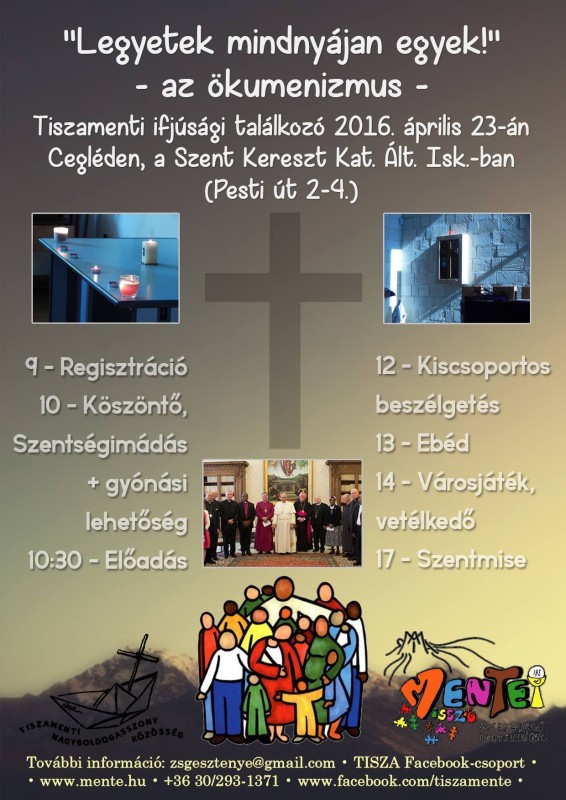 "Legyetek mindnyájan egyek!"
- az ökumenizmus -
Tiszamenti ifjúsági találkozó 2016. április 23-án
Cegléden, a Szent Kereszt Kat. Ált. Isk.-ban
(Pesti út 2-4.)
9 - Regisztráció
10 - Köszöntő,
Szentségimádás
+ gyónási
lehetőség
10:30 - Előadás
12 - Kiscsoportos
beszélgetés
13 - Ebéd
14 - Városjáték,
vetélkedő
17 - Szentmise
TISZAMENTI
NAGYBOLDOGASSZONY
KÖZÖSSÉG
MENTEI
További információ: zsgesztenye@gmail.com • TISZA Facebook-csoport •
• www.mente.hu • +36 30/293-1371 • www.facebook.com/tiszamente •